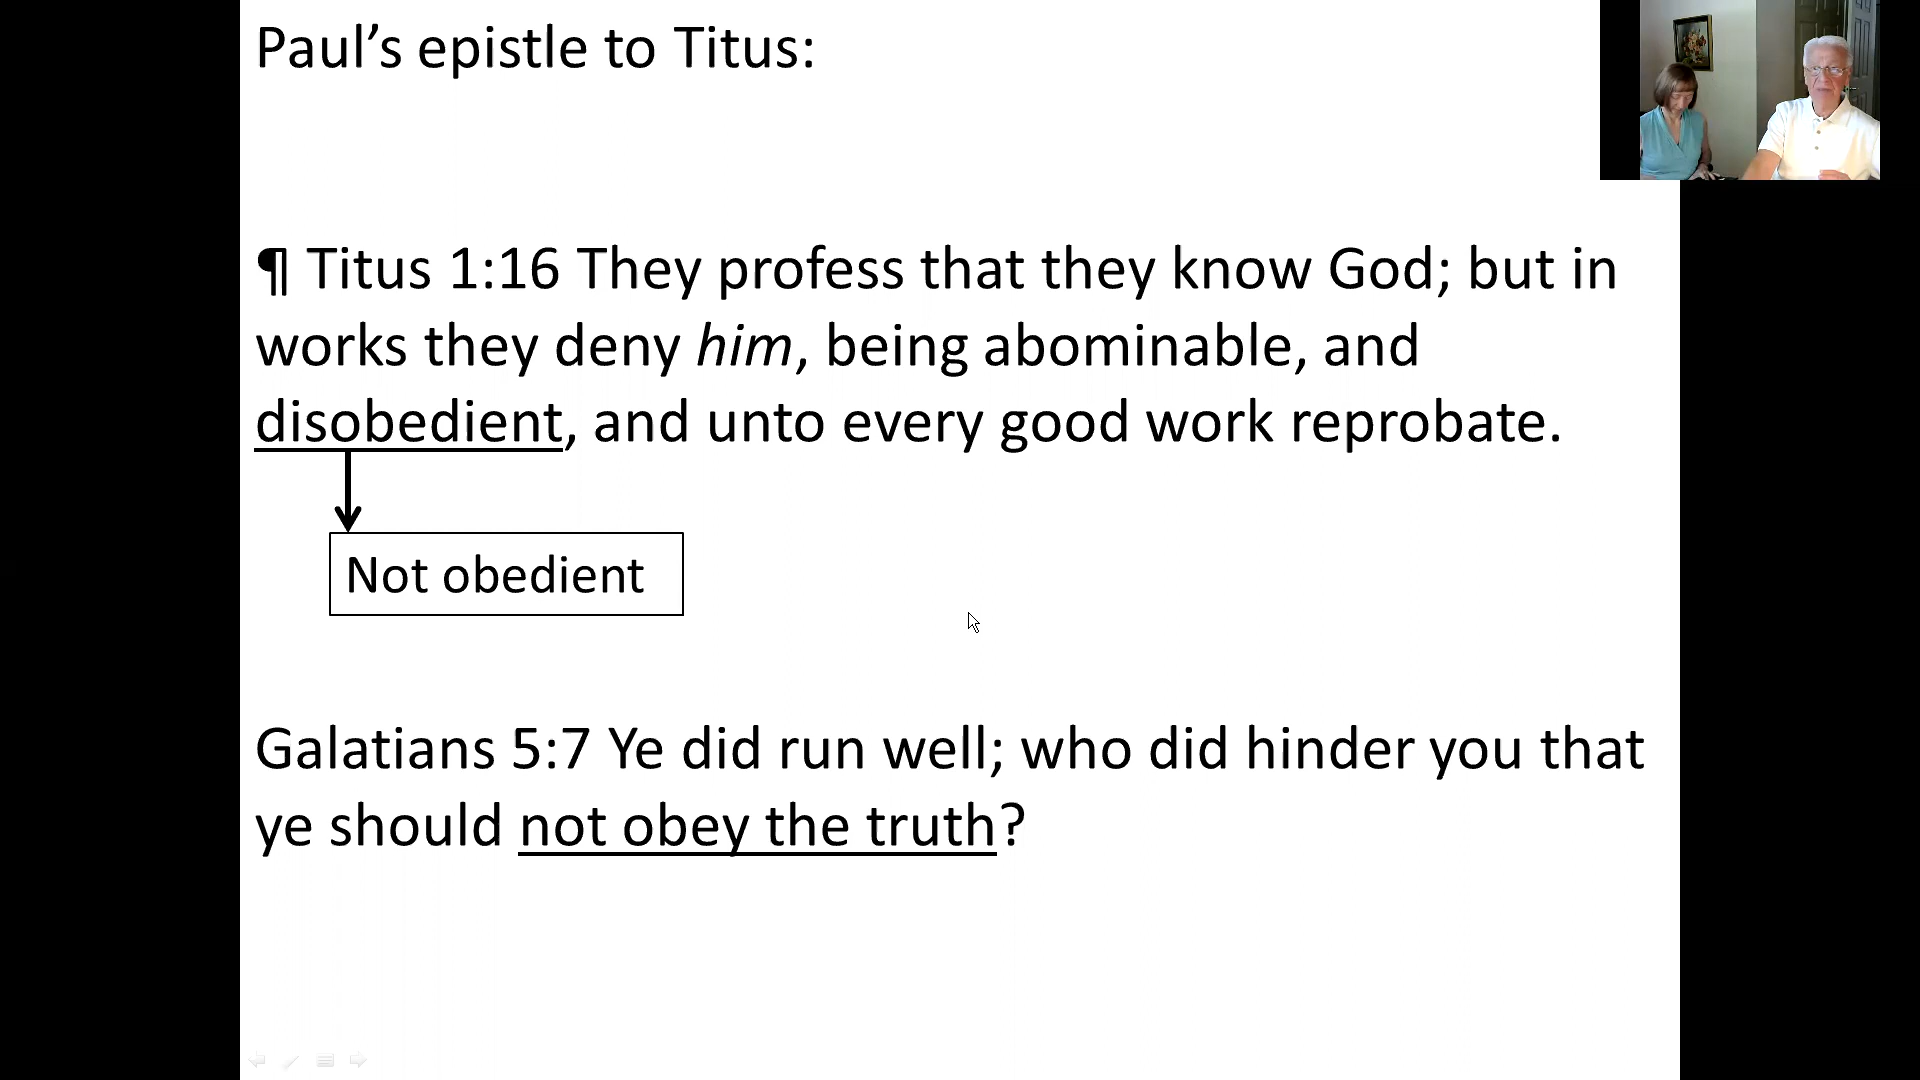 Paul’s epistle to Titus:
¶ Titus 1:16 They profess that they know God; but in
works they deny him, being abominable, and
disobedient, and unto every good work reprobate.
Not obedient
Galatians 5:7 Ye did run well; who did hinder you that
ye should not obey the truth?